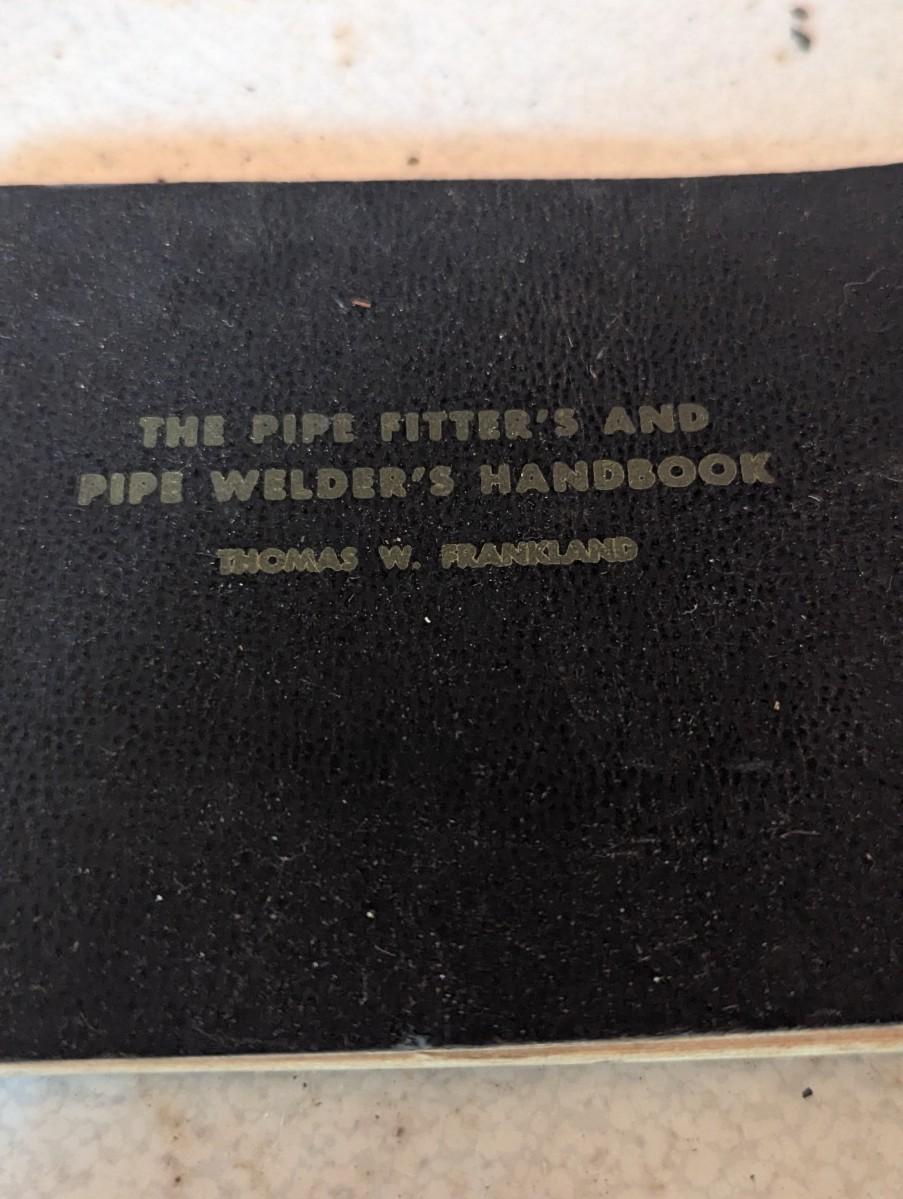 THE PIPE FITTER'S AND
PIPE WELDER'S HANDBOOK
THOMAS W. FRANKLAND